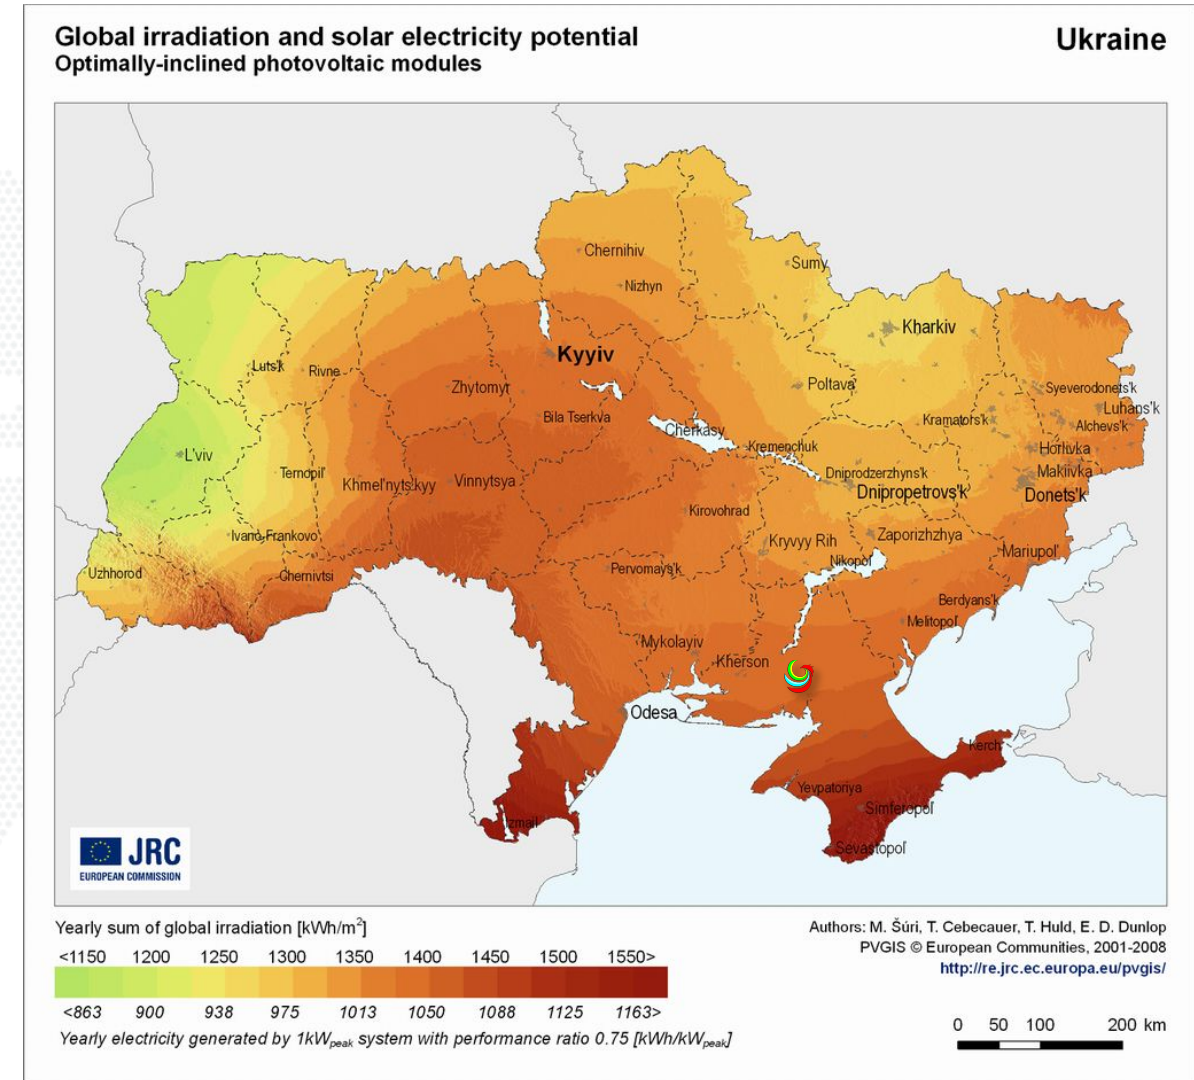 Global irradiation and solar electricity potential
Optimally-inclined photovoltaic modules
Ukraine
Chernihiv
Sumy
Nizhyn
Kharkiv
Kyyiv
Luts'k
Rivne
Zhytomyr
Poltava
Syeverodonets'k
Luhans'k
Bila Tserkva
Kramators'k
Alchevs'k
Cherkasy
Kremenchuk
Horlivka
L'viv
Ternopil'
Khmel'nyts'kyy
Vinnytsya
Dniprodzerzhyns'k
Makiivka
Dnipropetrovs'k
Donets'k
Kirovohrad
Ivano-Frankovo
Kryvyy Rih
Zaporizhzhya
Mariupol'
Nikopol'
Uzhhorod
Chernivtsi
Pervomays'k
Berdyans'k
Melitopol'
Mykolayiv
Kherson
Odesa
Kerch
Yevpatoriya
Simferopol'
Izmail
Sevastopol'
JRC
EUROPEAN COMMISSION
Yearly sum of global irradiation [kWh/m²]
<1150 1200 1250 1300 1350 1400 1450 1500 1550>
<863 900 938 975 1013 1050 1088 1125 1163>
Yearly electricity generated by 1kWpeak system with performance ratio 0.75 [kWh/kWpeak]
Authors: M. Šúri, T. Cebecauer, T. Huld, E. D. Dunlop
PVGIS © European Communities, 2001-2008
http://re.jrc.ec.europa.eu/pvgis/
0 50 100 200 km